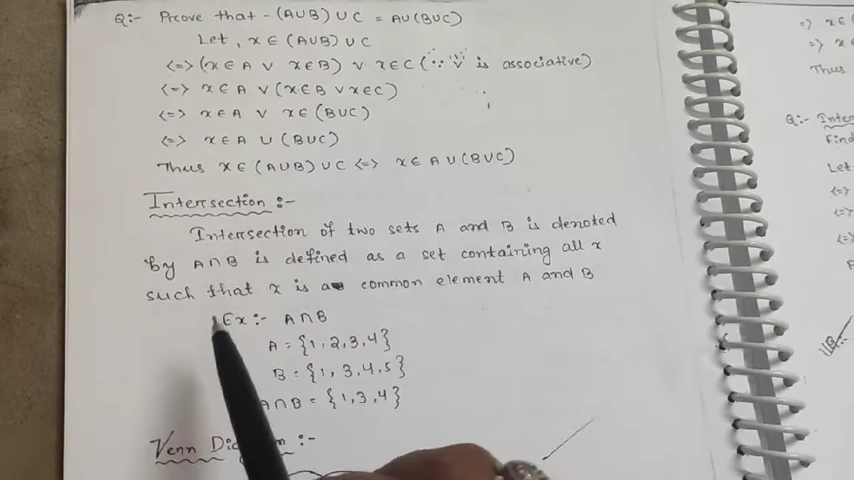 Q:- Prove that - (A∪B) ∪ C = A∪(B∪C)
Let, x ∈ (A∪B) ∪ C
<=> (x ∈ A ∨ x ∈ B) ∨ x ∈ C (∵ '∨' is associative)
<=> x ∈ A ∨ (x ∈ B ∨ x ∈ C)
<=> x ∈ A ∨ x ∈ (B∪C)
<=> x ∈ A ∪ (B∪C)
Thus x ∈ (A∪B) ∪ C <=> x ∈ A ∪ (B∪C)
Intersection :-
Intersection of two sets A and B is denoted
by A∩B is defined as a set containing all x
such that x is a common element A and B
Ex :- A∩B
A = {1, 2, 3, 4}
B = {1, 3, 4, 5}
A∩B = {1, 3, 4}
Venn :-
=> x ∈
=> x ∈
Thus
Q:- Inter
Find
Let
<=>
<=>
<=>